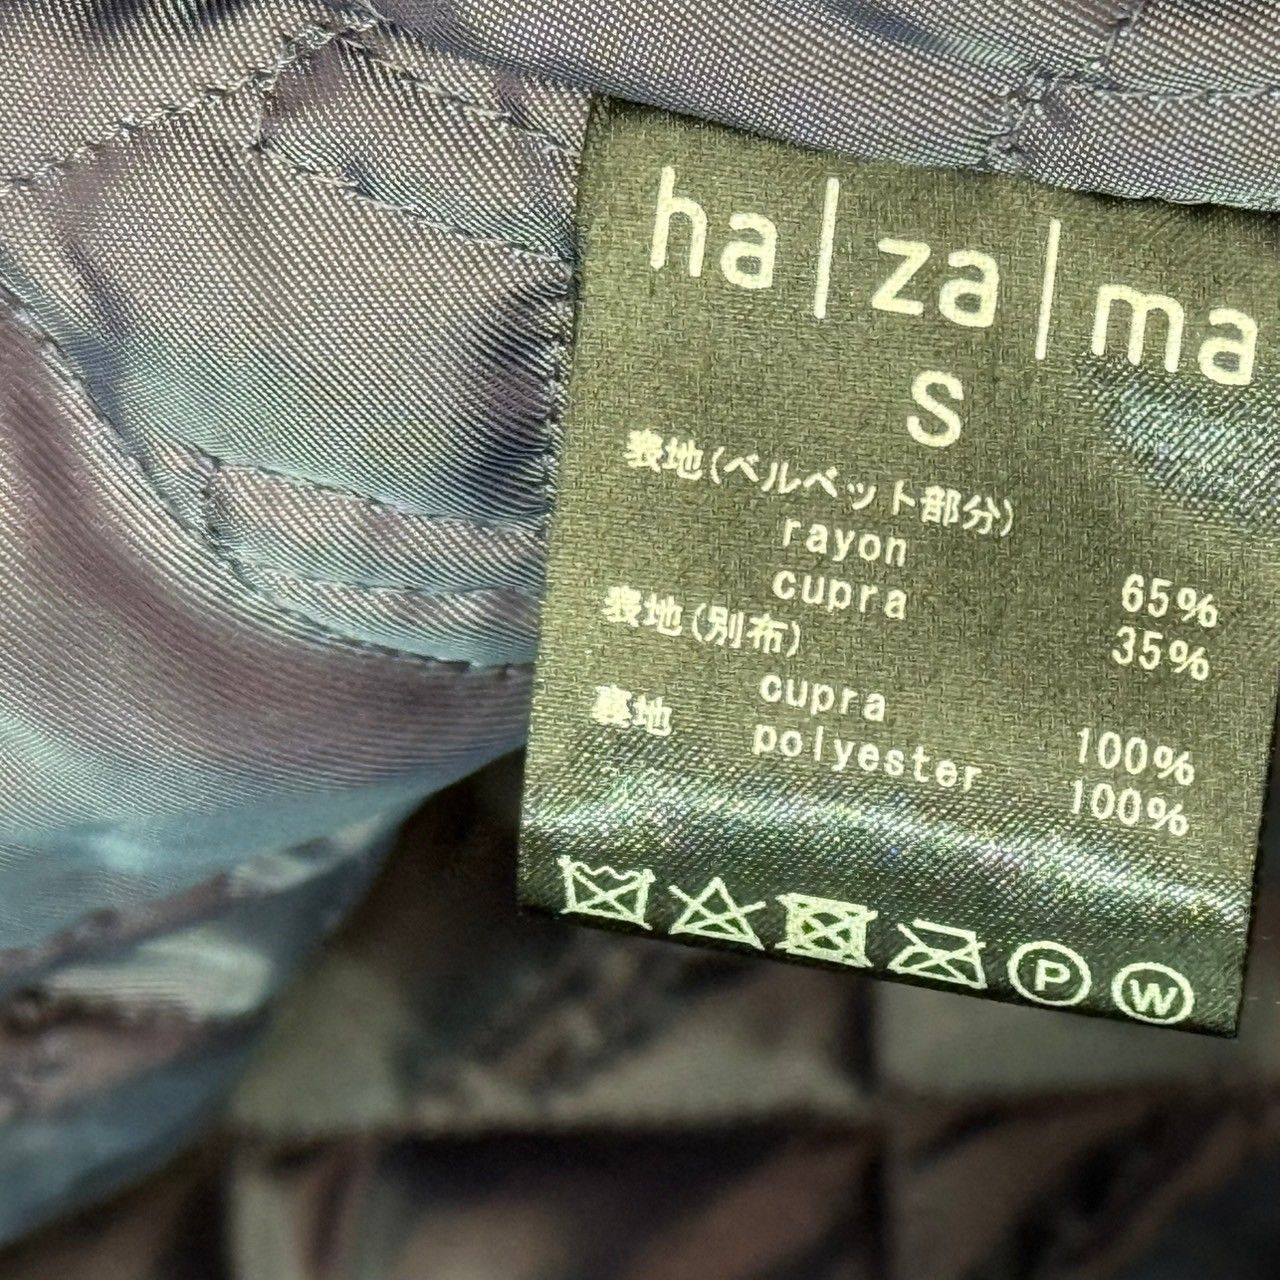 ha|za|ma
S
表地(ベルベット部分)
rayon 65%
cupra 35%
表地(別布)
cupra 100%
裏地 polyester 100%
P W